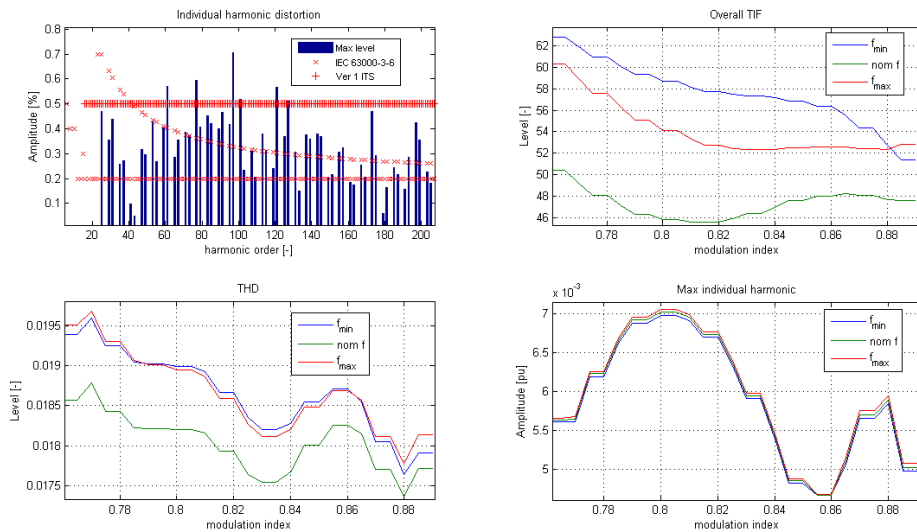 Individual harmonic distortion
0.8
0.7
0.6
0.5
0.4
0.3
0.2
0.1
Amplitude [%]
Max level
IEC 63000-3-6
Ver 1 ITS
20 40 60 80 100 120 140 160 180 200
harmonic order [-]
Overall TIF
62
60
58
56
54
52
50
48
46
Level [-]
f_min
nom f
f_max
0.78 0.8 0.82 0.84 0.86 0.88
modulation index
THD
0.0195
0.019
0.0185
0.018
0.0175
Level [-]
f_min
nom f
f_max
0.78 0.8 0.82 0.84 0.86 0.88
modulation index
Max individual harmonic
x 10^-3
7
6.5
6
5.5
5
Amplitude [pu]
f_min
nom f
f_max
0.78 0.8 0.82 0.84 0.86 0.88
modulation index